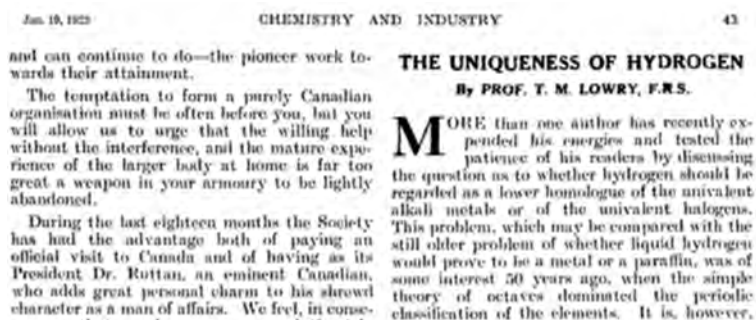 Jan. 19, 1923
CHEMISTRY AND INDUSTRY
43
and can continue to do—the pioneer work to-
wards their attainment.
The temptation to form a purely Canadian
organisation must be often before you, but you
will allow us to urge that the willing help
without the interference, and the mature expe-
rience of the larger body at home is far too
great a weapon in your armoury to be lightly
abandoned.
During the last eighteen months the Society
has had the advantage both of paying an
official visit to Canada and of having as its
President Dr. Ruttan, an eminent Canadian,
who adds great personal charm to his shrewd
character as a man of affairs. We feel, in conse-
THE UNIQUENESS OF HYDROGEN
By PROF. T. M. LOWRY, F.R.S.
MORE than one author has recently ex-
pended his energies and tested the
patience of his readers by discussing
the question as to whether hydrogen should be
regarded as a lower homologue of the univalent
alkali metals or of the univalent halogens.
This problem, which may be compared with the
still older problem of whether liquid hydrogen
would prove to be a metal or a paraffin, was of
some interest 50 years ago, when the simple
theory of octaves dominated the periodic
classification of the elements. It is, however,